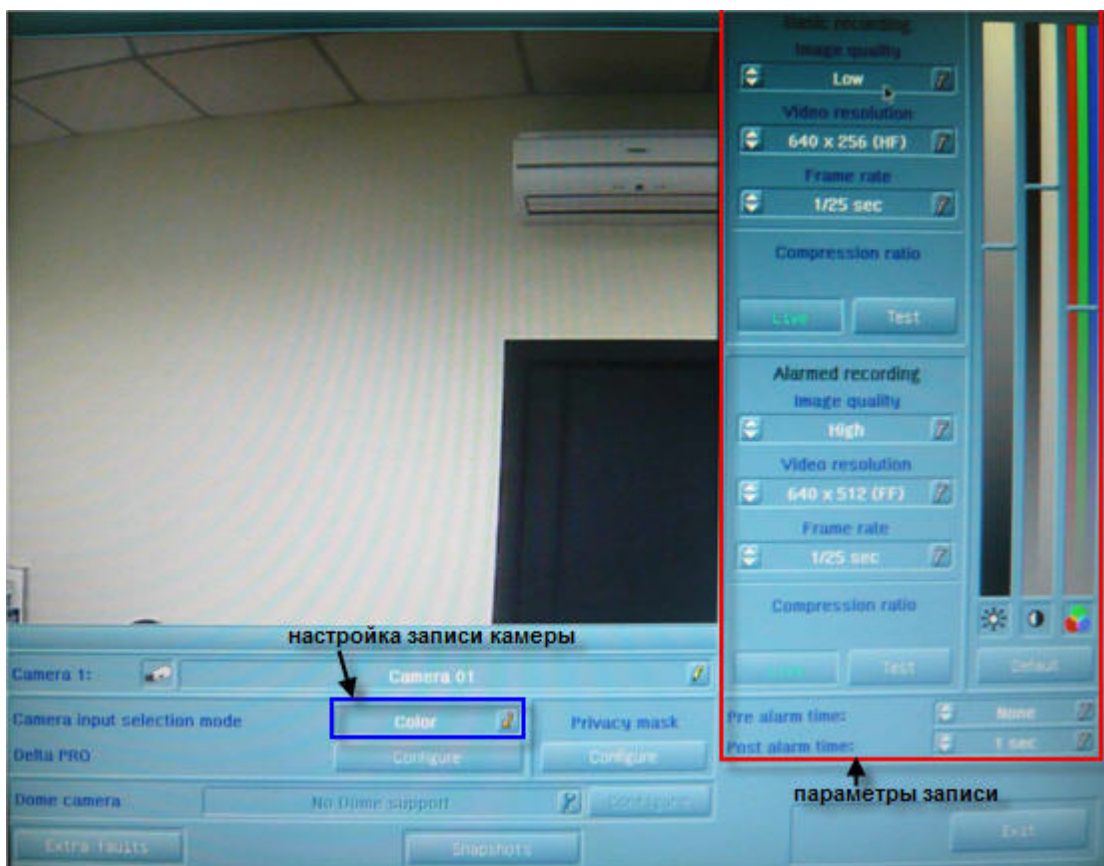 Basic recording
Image quality
Low
Video resolution
640 x 256 (HF)
Frame rate
1/25 sec
Compression ratio
Live
Test
Alarmed recording
Image quality
High
Video resolution
640 x 512 (FF)
Frame rate
1/25 sec
Compression ratio
Live
Test
Default
Pre alarm time:
None
Post alarm time:
1 sec
параметры записи
Exit
настройка записи камеры
Camera 1:
Camera 01
Camera input selection mode
Color
Privacy mask
Delta PRO
Configure
Configure
Dome camera
No Dome support
Configure
Extra faults
Snapshots